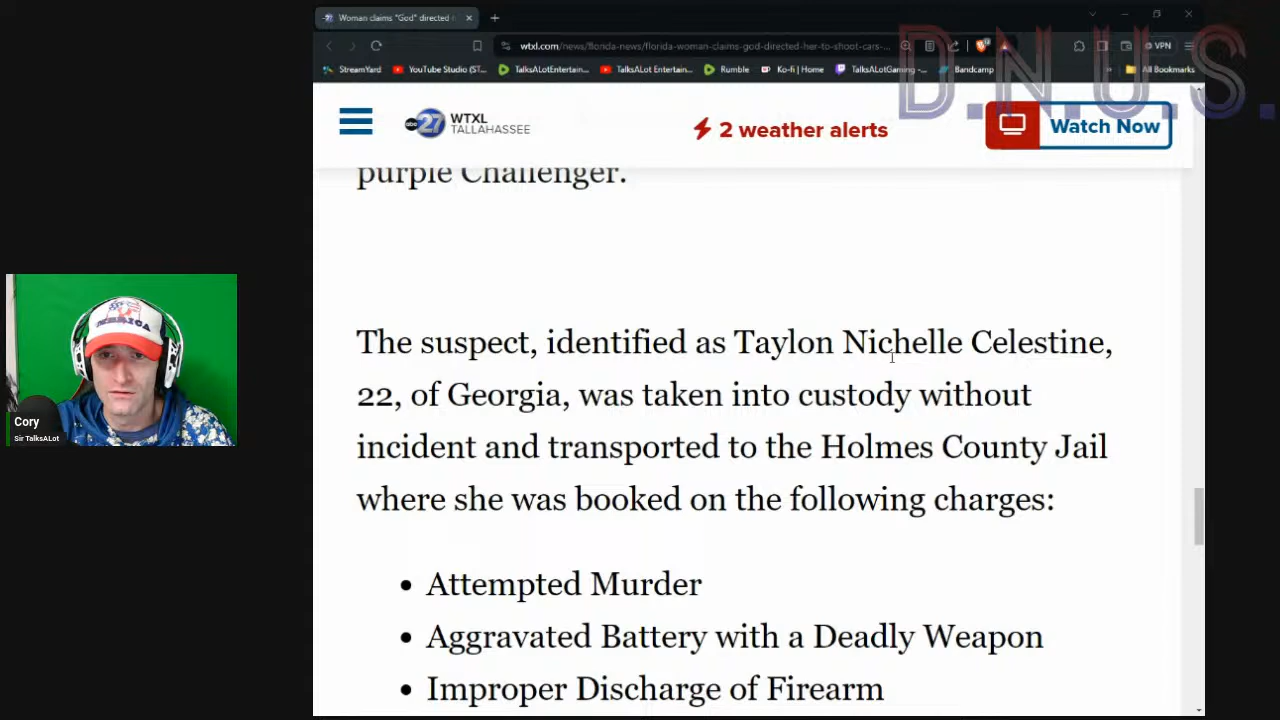 Woman claims "God" directed
wtxl.com/news/florida-news/florida-woman-claims-god-directed-her-to-shoot-cars-...
VPN
StreamYard
YouTube Studio (ST...
TalksALotEntertain...
TalksALot Entertain...
Rumble
Ko-fi | Home
TalksALotGaming -...
Bandcamp
All Bookmarks
D.N.U.S.
abc 27
WTXL
TALLAHASSEE
2 weather alerts
Watch Now
purple Challenger.
The suspect, identified as Taylon Nichelle Celestine,
22, of Georgia, was taken into custody without
incident and transported to the Holmes County Jail
where she was booked on the following charges:
• Attempted Murder
• Aggravated Battery with a Deadly Weapon
• Improper Discharge of Firearm
Cory
Sir TalksALot